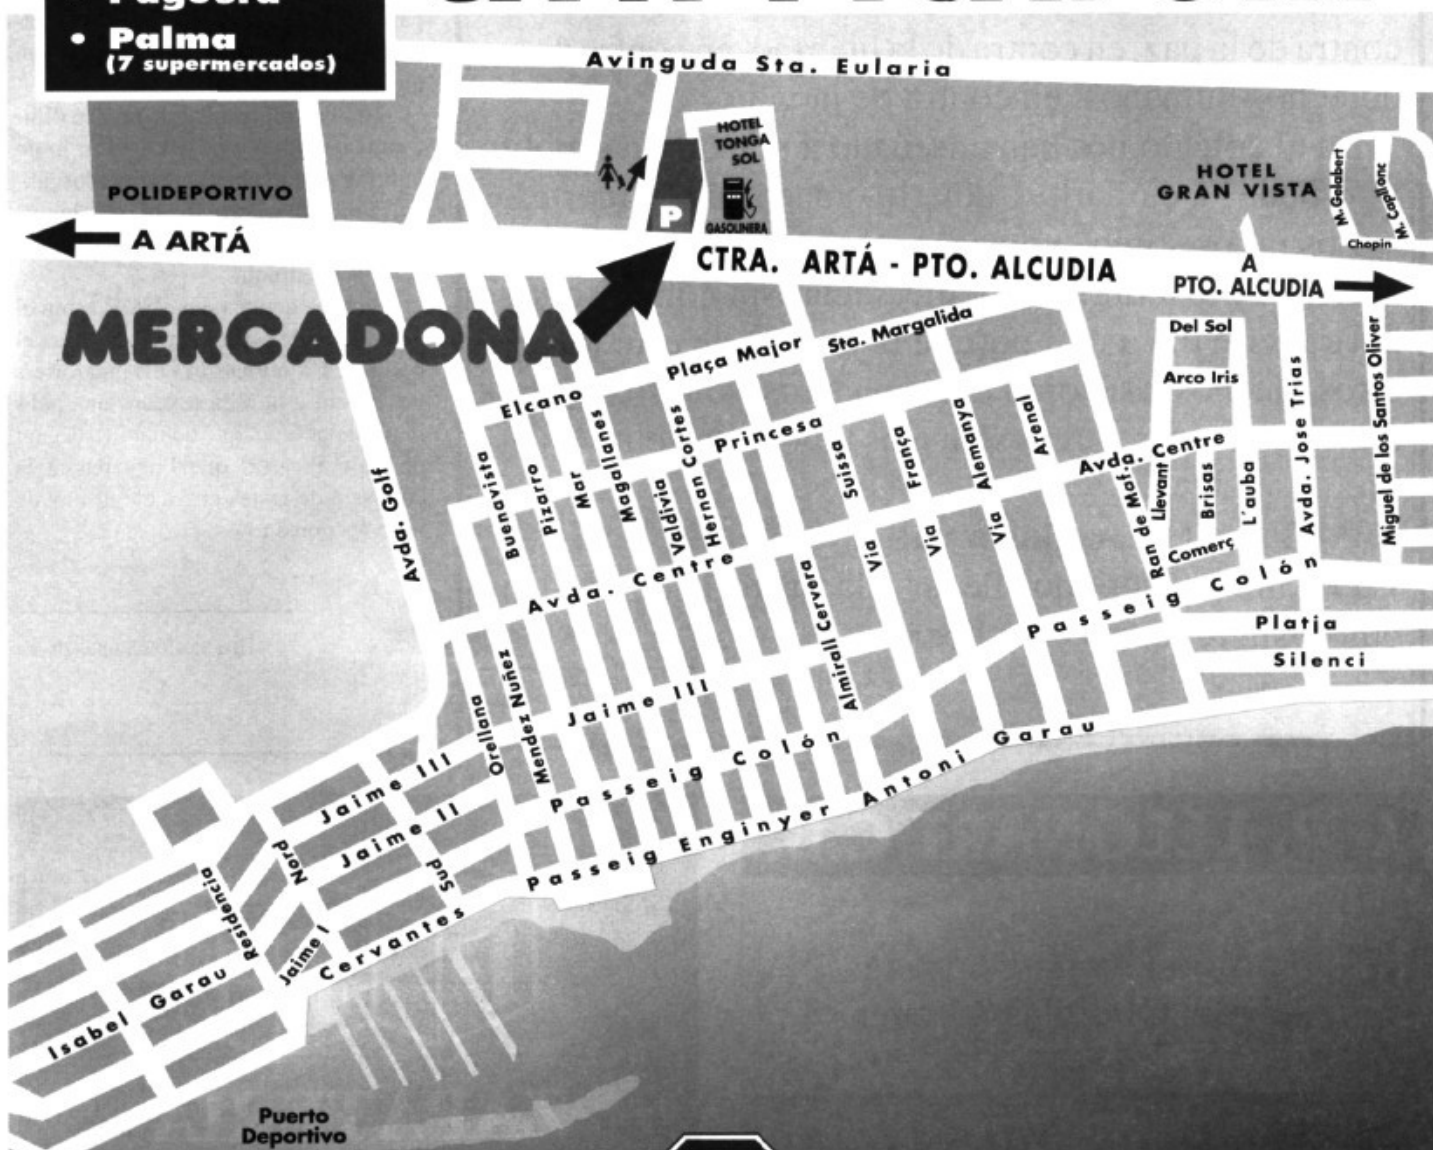 • Palma
(7 supermercados)
Avinguda Sta. Eularia
HOTEL
TONGA
SOL
GASOLINERA
P
POLIDEPORTIVO
HOTEL
GRAN VISTA
M. Gelabert
M. Capllonc
Chopin
A ARTÁ
CTRA. ARTÁ - PTO. ALCUDIA
A
PTO. ALCUDIA
MERCADONA
Plaça Major
Sta. Margalida
Elcano
Princesa
Del Sol
Arco Iris
Avda. Jose Trias
Miguel de los Santos Oliver
Avda. Golf
Buenavista
Pizarro
Mar
Magallanes
Valdivia
Hernan Cortes
Suissa
França
Alemanya
Arenal
Via
Via
Via
Avda. Centre
Ran de Mar
Llevant
Brisas
L'auba
Comerç
Avda. Centre
Almirall Cervera
Passeig Colón
Platja
Silenci
Orellana
Mendez Nuñez
Jaime III
Passeig Colón
Passeig Enginyer Antoni Garau
Jaime III
Jaime II
Nord
Sud
Residencia
Jaime I
Cervantes
Isabel Garau
Puerto
Deportivo